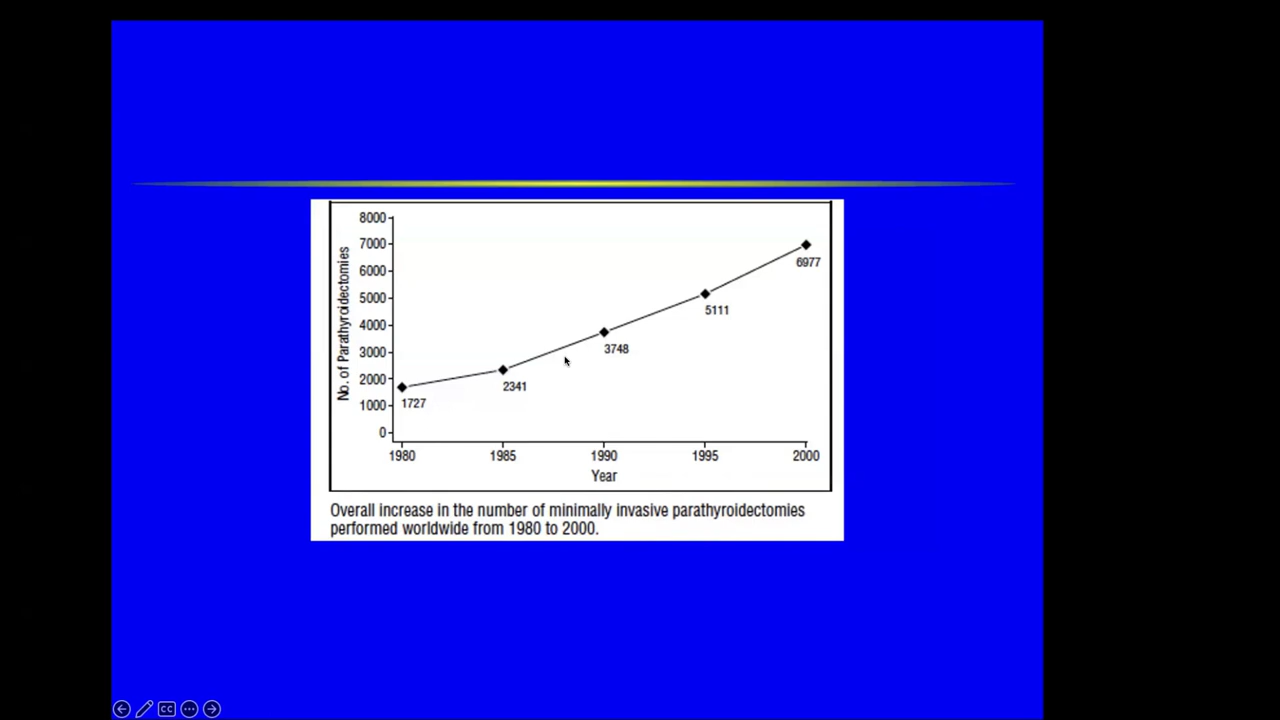 8000
7000
6000
5000
4000
3000
2000
1000
0
No. of Parathyroidectomies
1727
2341
3748
5111
6977
1980 1985 1990 1995 2000
Year
Overall increase in the number of minimally invasive parathyroidectomies
performed worldwide from 1980 to 2000.
CC